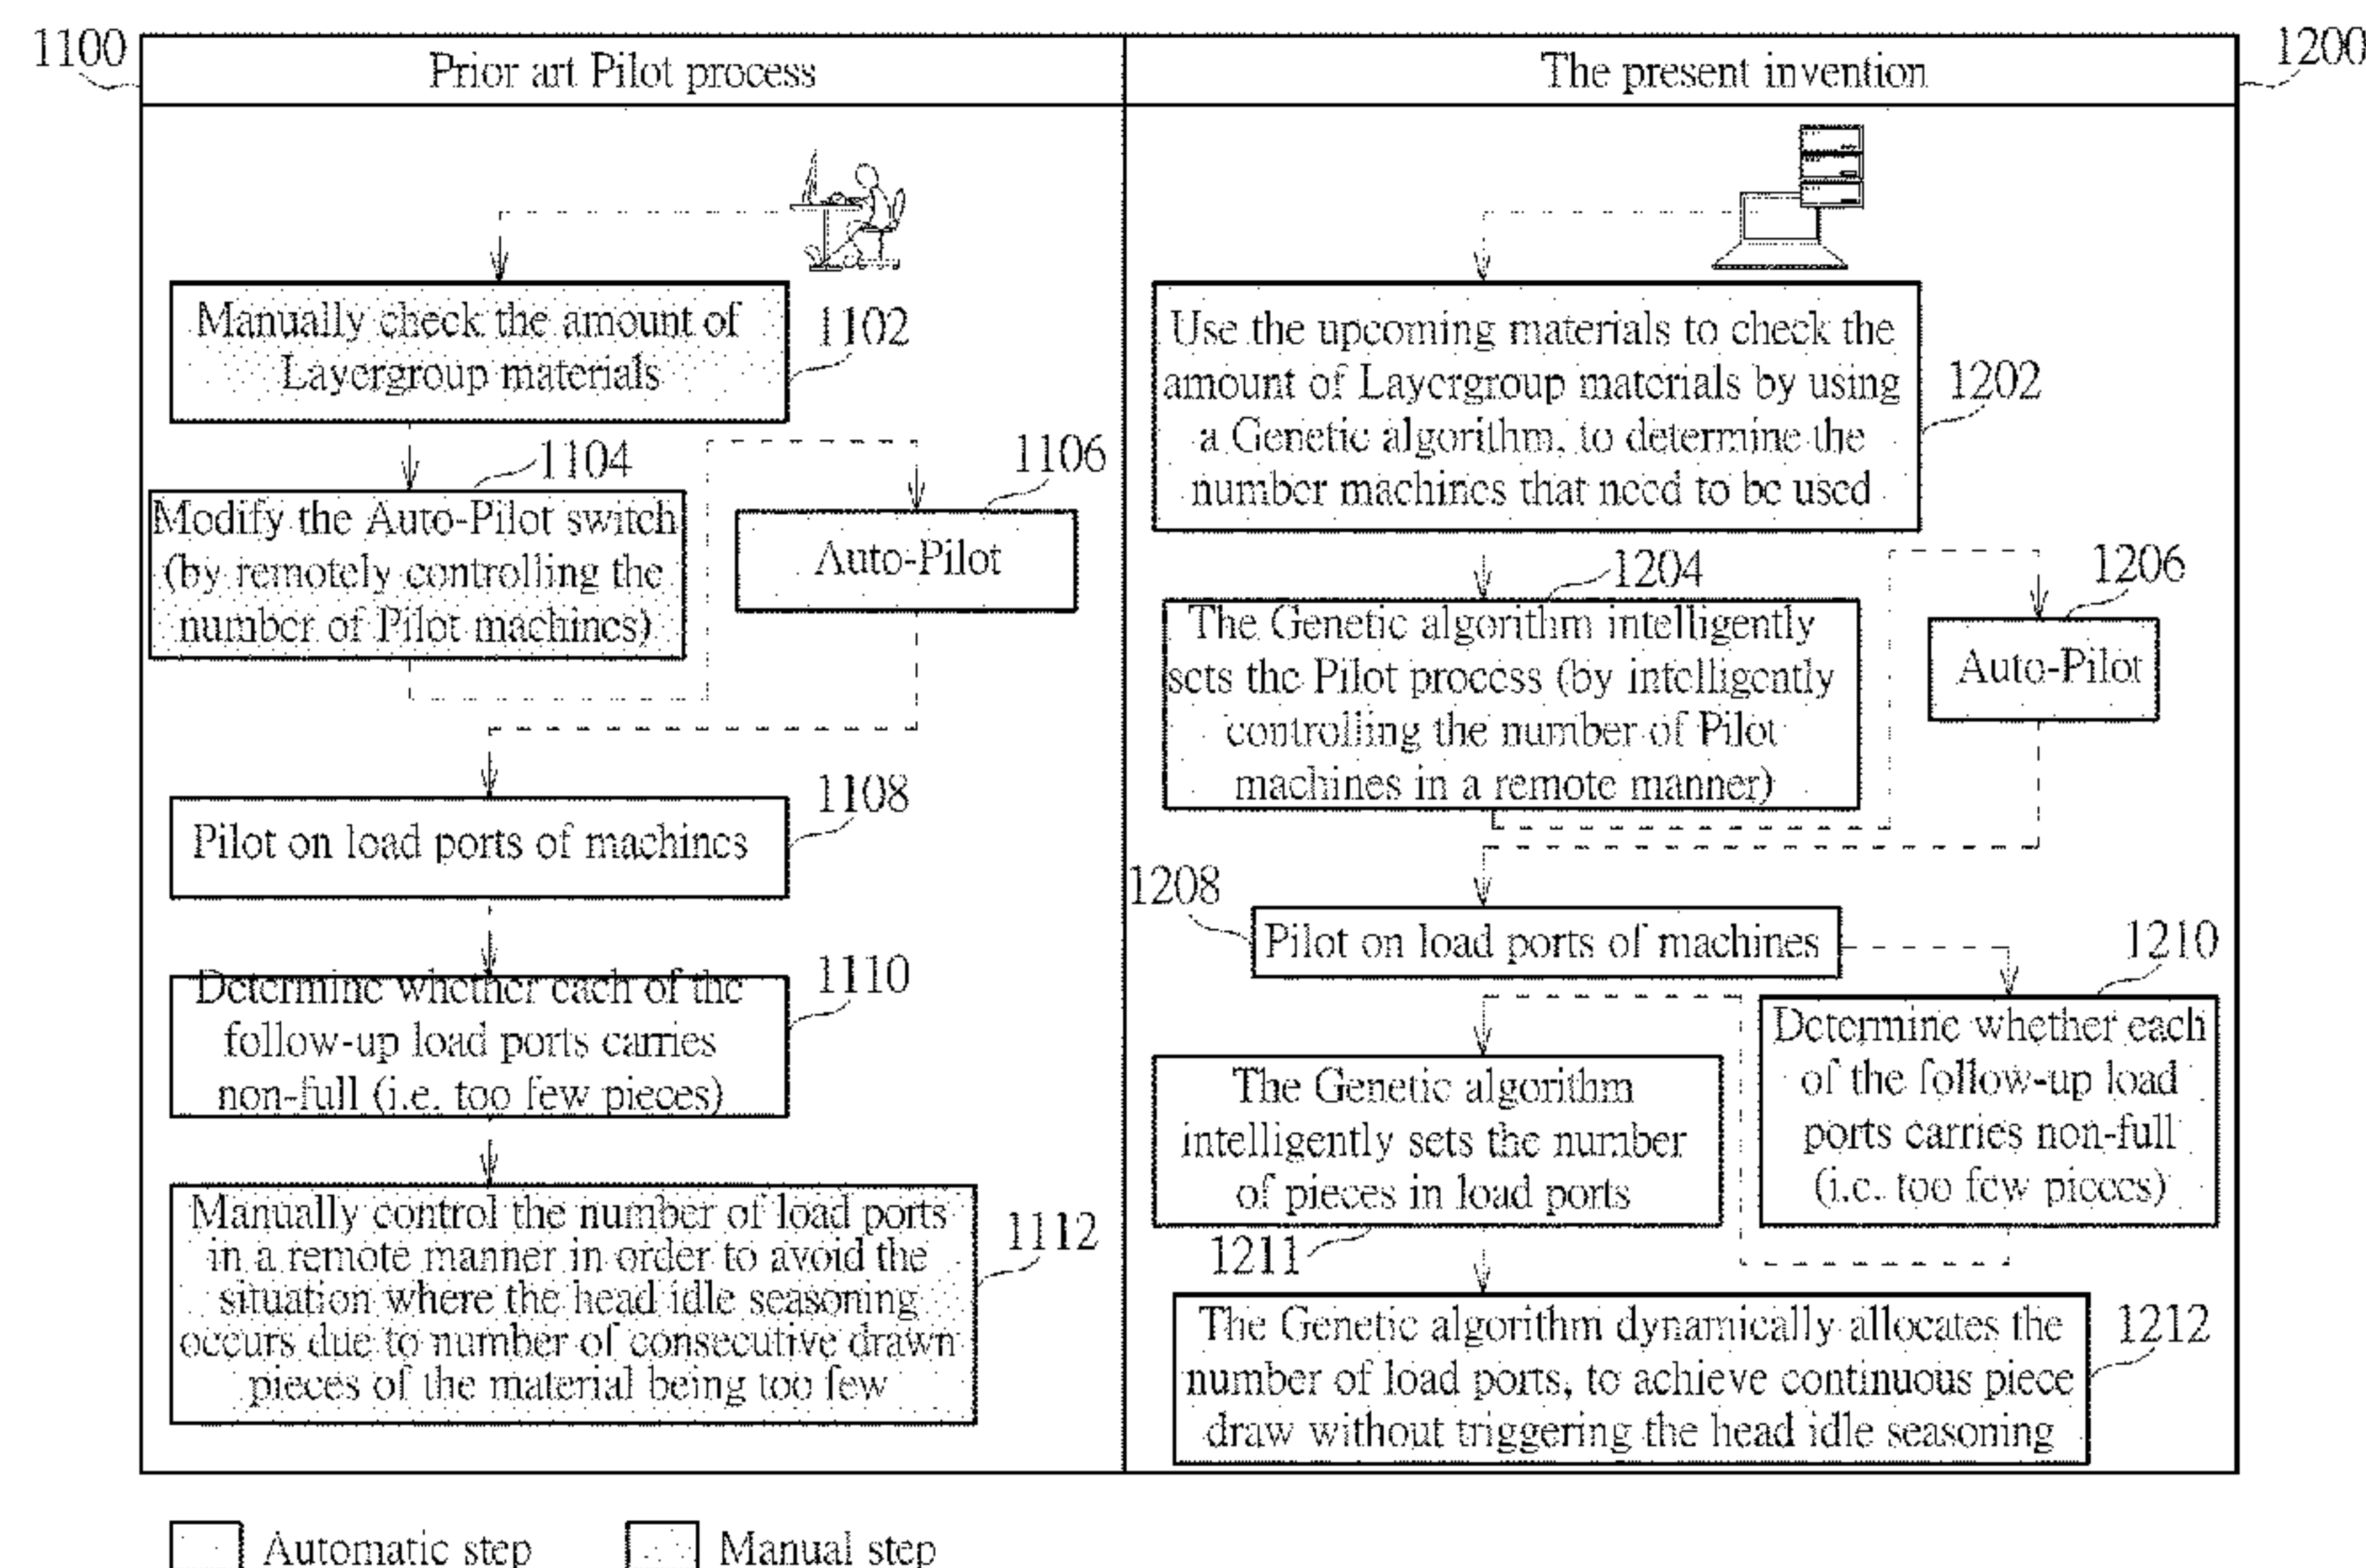 1100
Prior art Pilot process
The present invention
1200
Manually check the amount of
Layergroup materials
1102
1104
Modify the Auto-Pilot switch
(by remotely controlling the
number of Pilot machines)
1106
Auto-Pilot
Pilot on load ports of machines
1108
Determine whether each of the
follow-up load ports carries
non-full (i.e. too few pieces)
1110
Manually control the number of load ports
in a remote manner in order to avoid the
situation where the head idle seasoning
occurs due to number of consecutive drawn
pieces of the material being too few
1112
Use the upcoming materials to check the
amount of Layergroup materials by using
a Genetic algorithm, to determine the
number machines that need to be used
1202
1204
The Genetic algorithm intelligently
sets the Pilot process (by intelligently
controlling the number of Pilot
machines in a remote manner)
1206
Auto-Pilot
1208
Pilot on load ports of machines
1210
Determine whether each
of the follow-up load
ports carries non-full
(i.e. too few pieces)
The Genetic algorithm
intelligently sets the number
of pieces in load ports
1211
The Genetic algorithm dynamically allocates the
number of load ports, to achieve continuous piece
draw without triggering the head idle seasoning
1212
Automatic step
Manual step